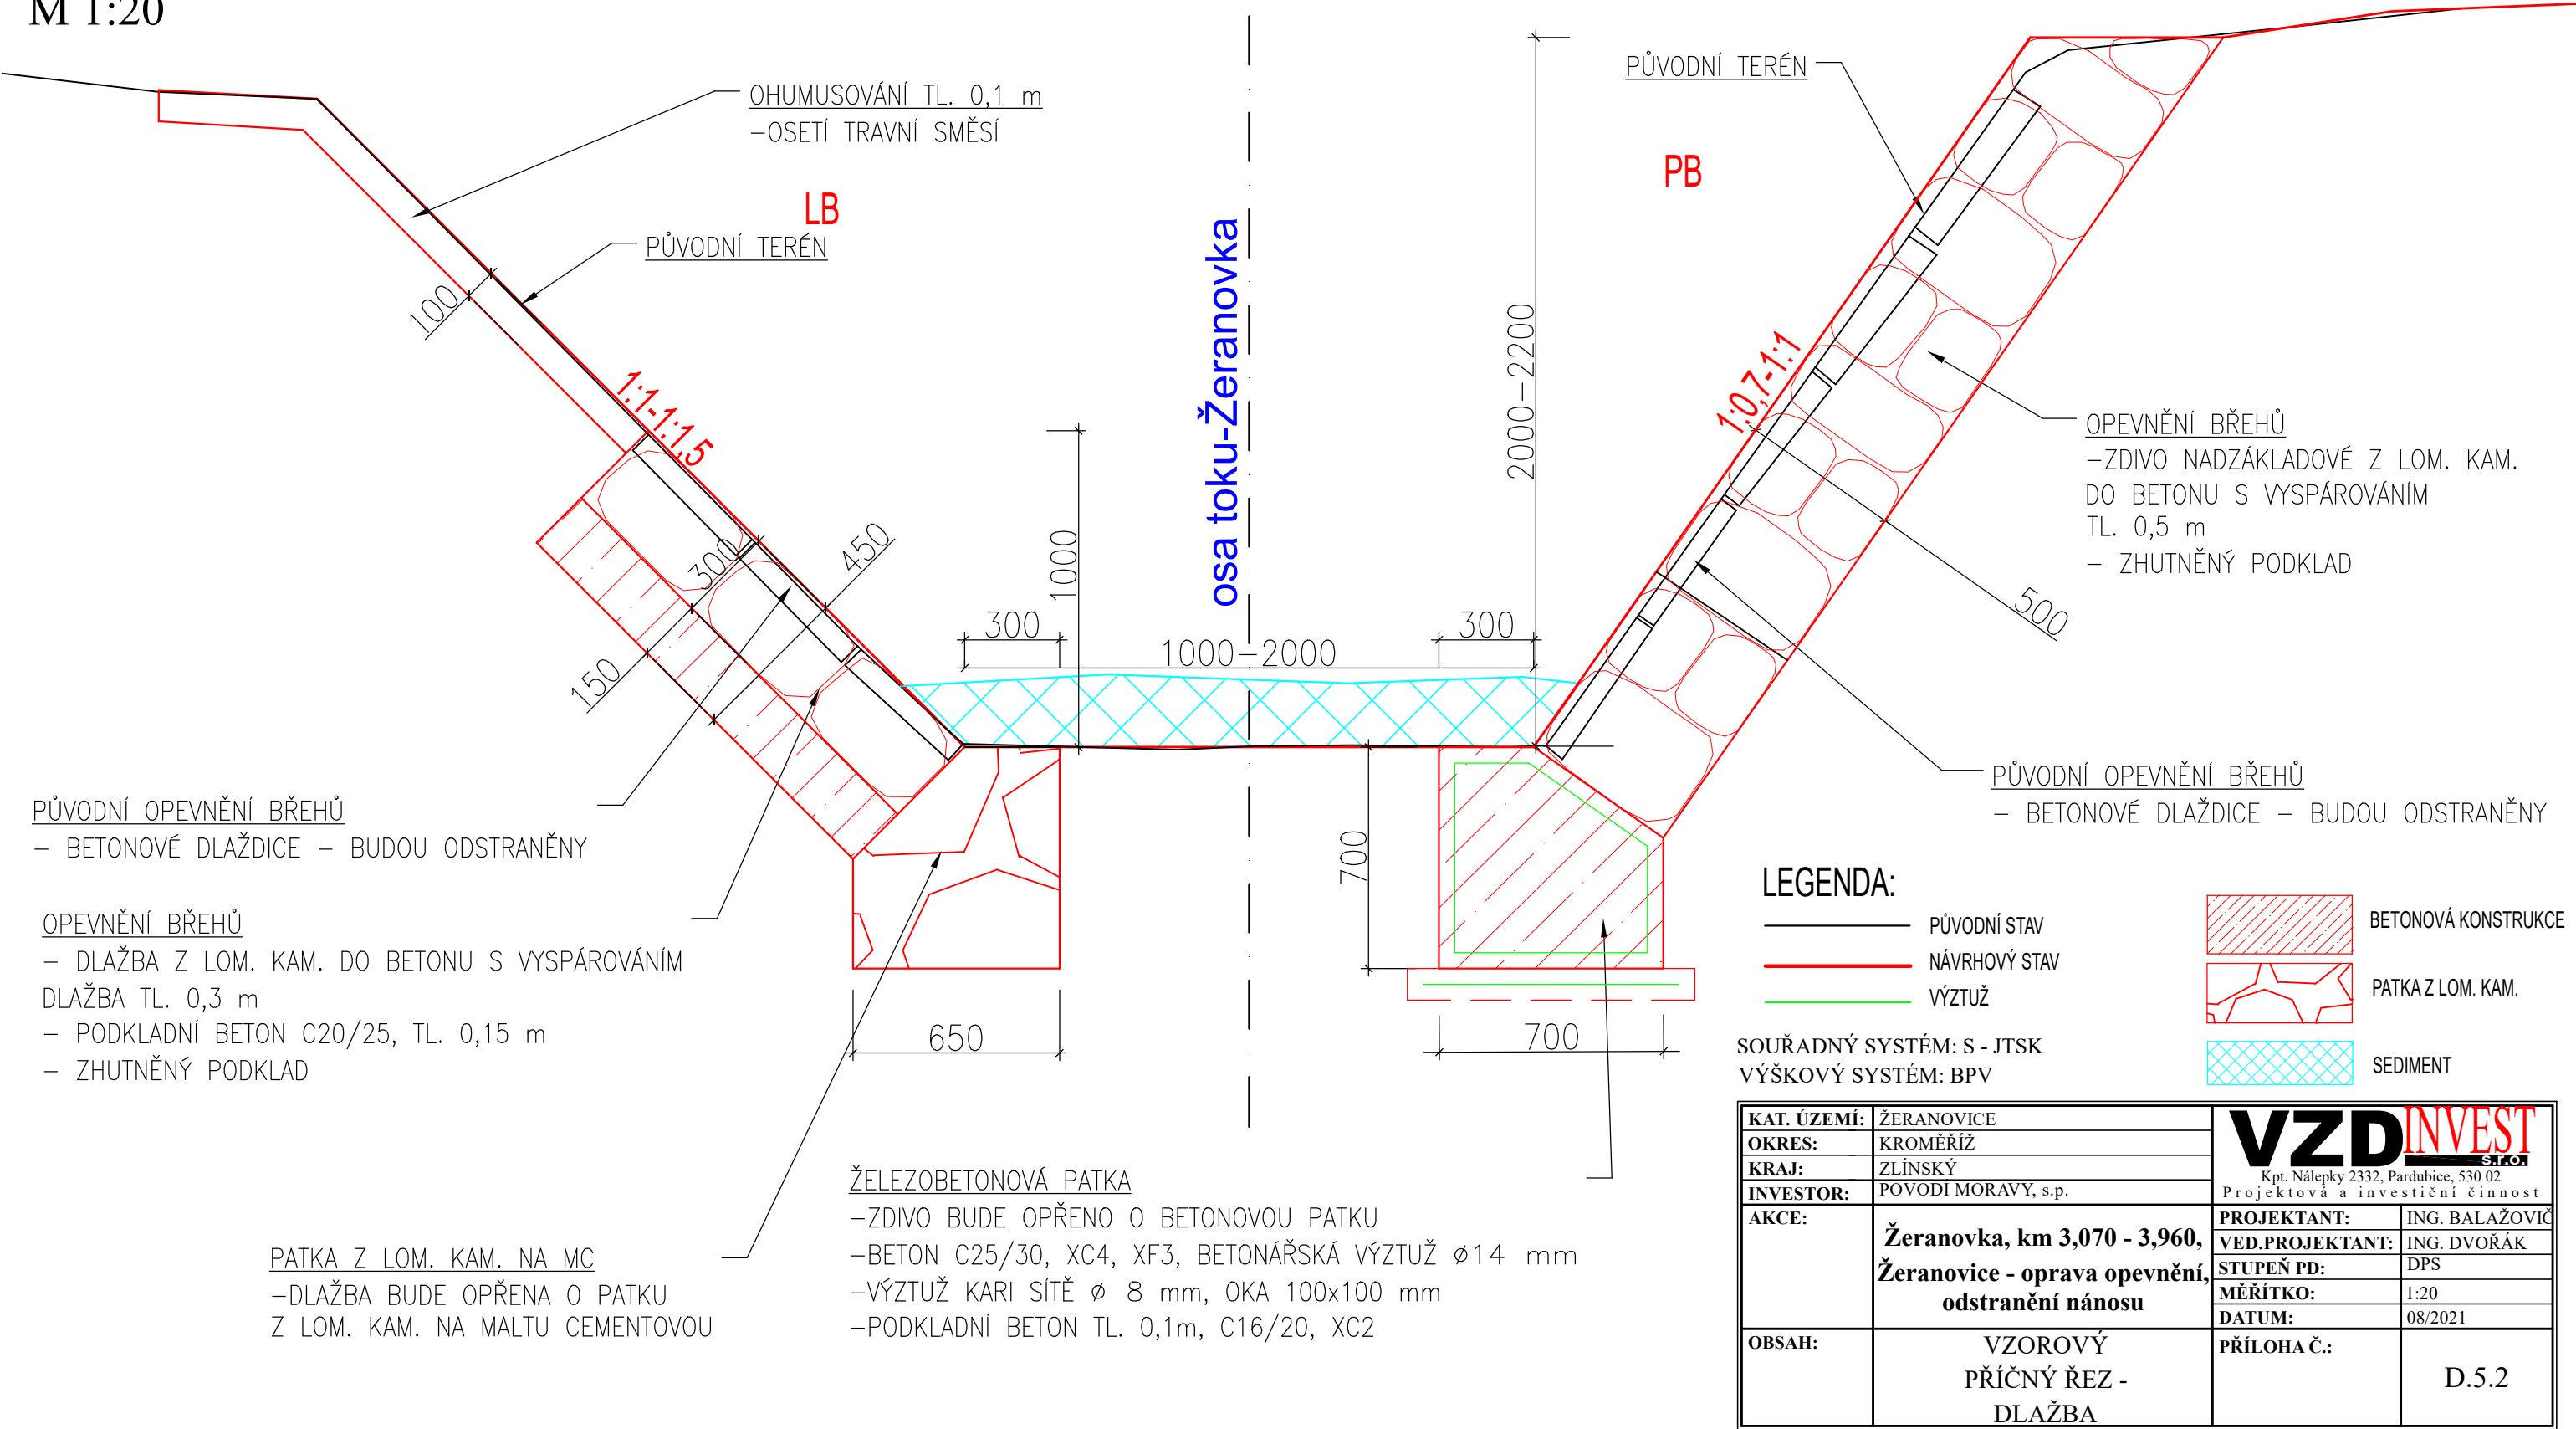 M 1:20
OHUMUSOVÁNÍ TL. 0,1 m
-OSETÍ TRAVNÍ SMĚSÍ
LB
PŮVODNÍ TERÉN
100
1:1-1:1,5
300
450
150
1000
300
1000-2000
300
osa toku-Žeranovka
2000-2200
PŮVODNÍ TERÉN
PB
1:0,7-1:1
500
OPEVNĚNÍ BŘEHŮ
-ZDIVO NADZÁKLADOVÉ Z LOM. KAM.
DO BETONU S VYSPÁROVÁNÍM
TL. 0,5 m
- ZHUTNĚNÝ PODKLAD
PŮVODNÍ OPEVNĚNÍ BŘEHŮ
- BETONOVÉ DLAŽDICE - BUDOU ODSTRANĚNY
PŮVODNÍ OPEVNĚNÍ BŘEHŮ
- BETONOVÉ DLAŽDICE - BUDOU ODSTRANĚNY
OPEVNĚNÍ BŘEHŮ
- DLAŽBA Z LOM. KAM. DO BETONU S VYSPÁROVÁNÍM
DLAŽBA TL. 0,3 m
- PODKLADNÍ BETON C20/25, TL. 0,15 m
- ZHUTNĚNÝ PODKLAD
650
700
700
PATKA Z LOM. KAM. NA MC
-DLAŽBA BUDE OPŘENA O PATKU
Z LOM. KAM. NA MALTU CEMENTOVOU
ŽELEZOBETONOVÁ PATKA
-ZDIVO BUDE OPŘENO O BETONOVOU PATKU
-BETON C25/30, XC4, XF3, BETONÁŘSKÁ VÝZTUŽ ø14 mm
-VÝZTUŽ KARI SÍTĚ ø 8 mm, OKA 100x100 mm
-PODKLADNÍ BETON TL. 0,1m, C16/20, XC2
LEGENDA:
PŮVODNÍ STAV
NÁVRHOVÝ STAV
VÝZTUŽ
BETONOVÁ KONSTRUKCE
PATKA Z LOM. KAM.
SEDIMENT
SOUŘADNÝ SYSTÉM: S - JTSK
VÝŠKOVÝ SYSTÉM: BPV
KAT. ÚZEMÍ: ŽERANOVICE
OKRES: KROMĚŘÍŽ
KRAJ: ZLÍNSKÝ
INVESTOR: POVODÍ MORAVY, s.p.
VZD INVEST s.r.o.
Kpt. Nálepky 2332, Pardubice, 530 02
Projektová a investiční činnost
AKCE: Žeranovka, km 3,070 - 3,960,
Žeranovice - oprava opevnění,
odstranění nánosu
PROJEKTANT: ING. BALAŽOVIČ
VED.PROJEKTANT: ING. DVOŘÁK
STUPEŇ PD: DPS
MĚŘÍTKO: 1:20
DATUM: 08/2021
OBSAH: VZOROVÝ
PŘÍČNÝ ŘEZ -
DLAŽBA
PŘÍLOHA Č.: D.5.2